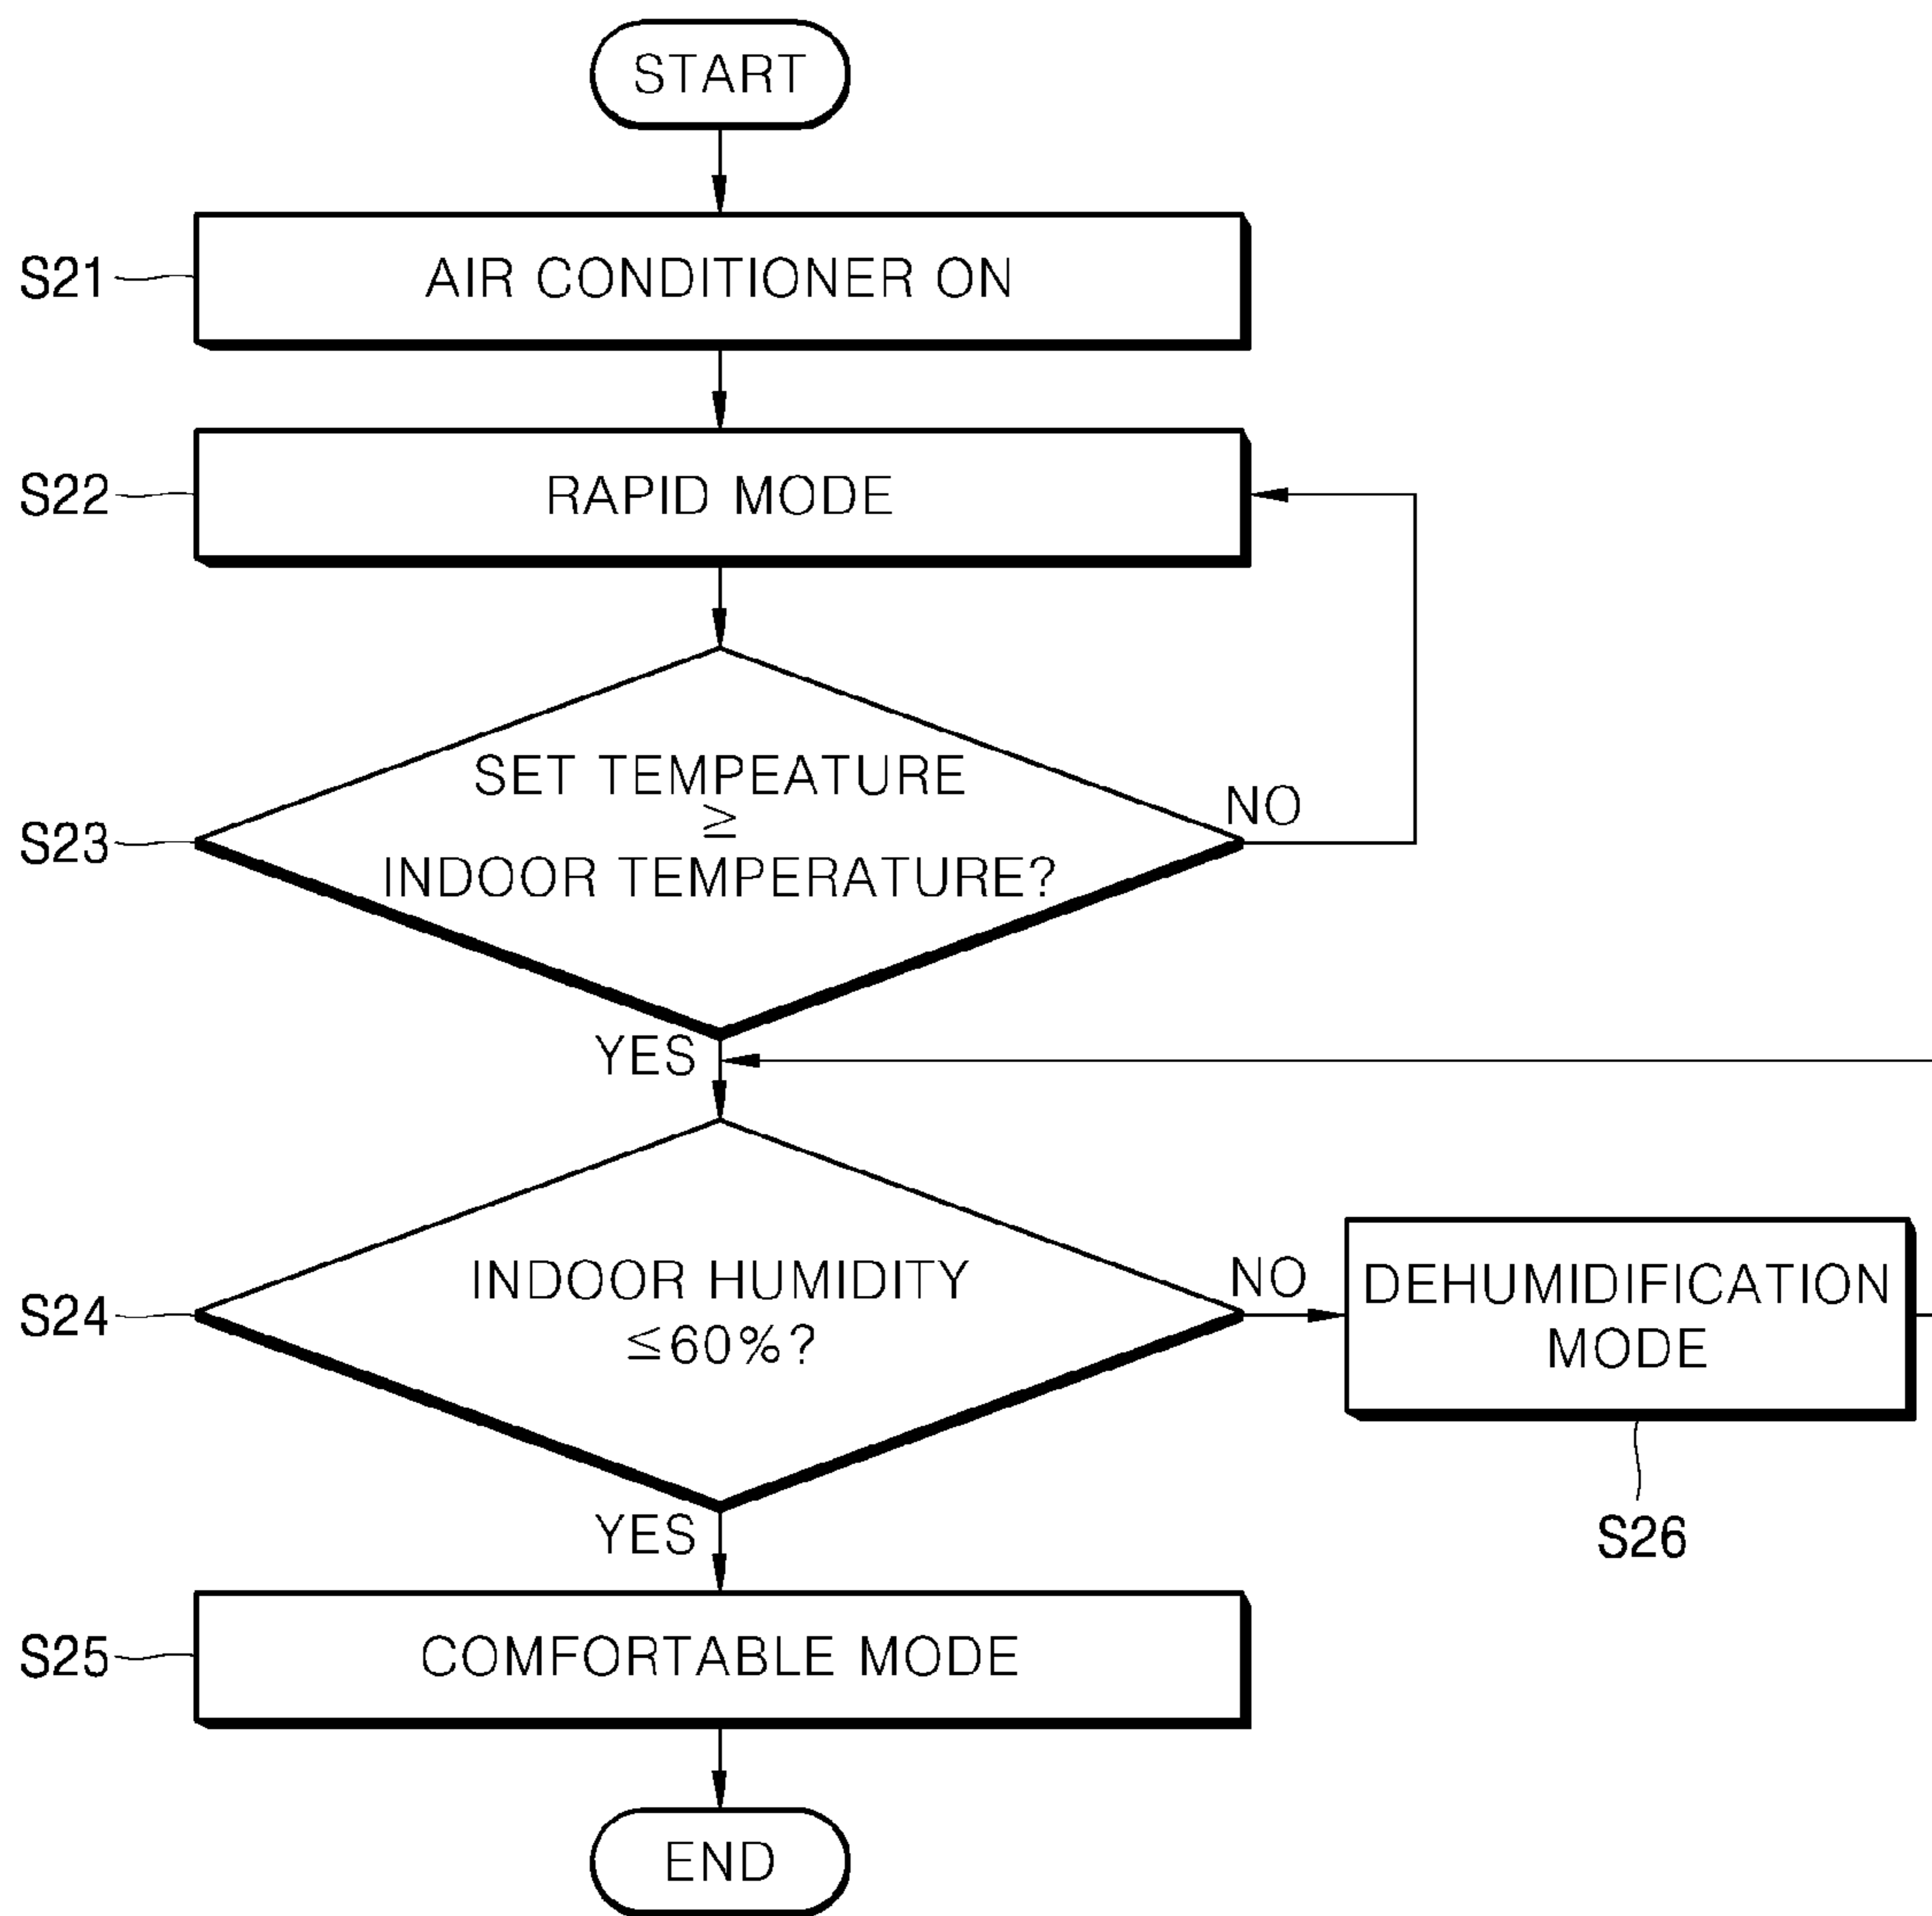 START
S21
AIR CONDITIONER ON
S22
RAPID MODE
SET TEMPEATURE
≥
INDOOR TEMPERATURE?
S23
NO
YES
INDOOR HUMIDITY
≤60%?
S24
NO
DEHUMIDIFICATION
MODE
S26
YES
S25
COMFORTABLE MODE
END